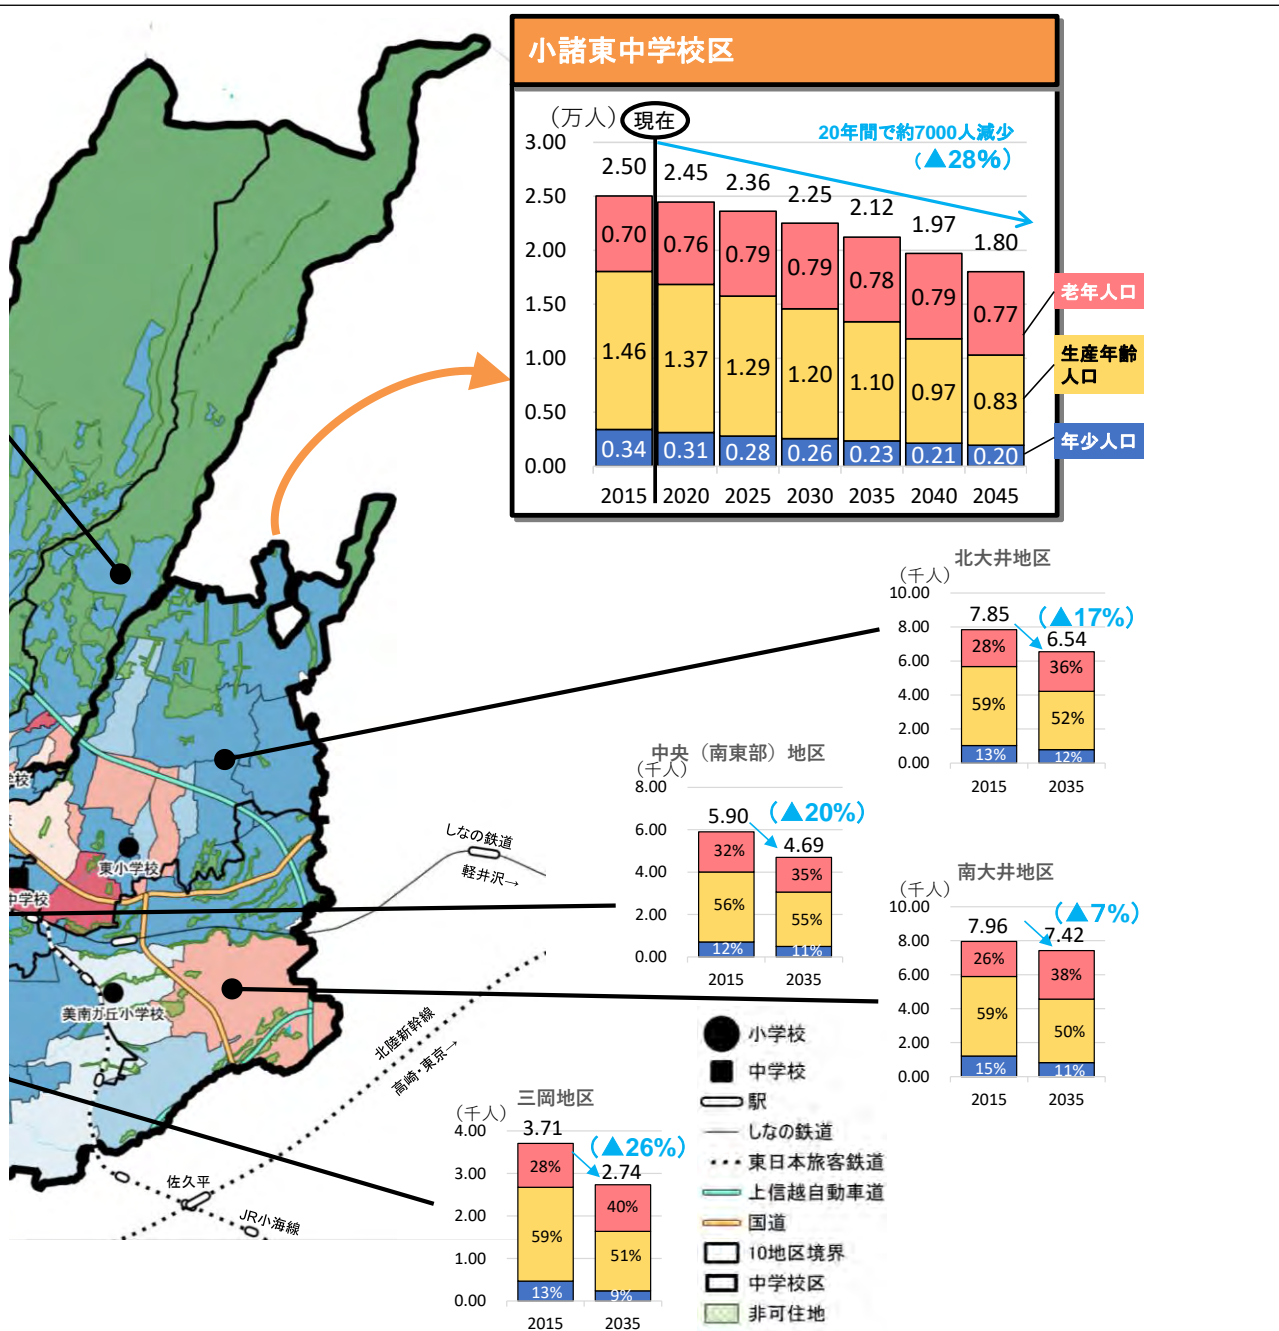 小諸東中学校区
（万人）
現在
20年間で約7000人減少
（▲28%）
3.00
2.50
2.00
1.50
1.00
0.50
0.00
2.50 2.45 2.36 2.25 2.12 1.97 1.80
0.70 0.76 0.79 0.79 0.78 0.79 0.77
1.46 1.37 1.29 1.20 1.10 0.97 0.83
0.34 0.31 0.28 0.26 0.23 0.21 0.20
2015 2020 2025 2030 2035 2040 2045
老年人口
生産年齢
人口
年少人口
北大井地区
（千人）
10.00
8.00
6.00
4.00
2.00
0.00
7.85 6.54
（▲17%）
28% 36%
59% 52%
13% 12%
2015 2035
中央（南東部）地区
（千人）
8.00
6.00
4.00
2.00
0.00
5.90 4.69
（▲20%）
32% 35%
56% 55%
12% 11%
2015 2035
南大井地区
（千人）
10.00
8.00
6.00
4.00
2.00
0.00
7.96 7.42
（▲7%）
26% 38%
59% 50%
15% 11%
2015 2035
三岡地区
（千人）
4.00
3.00
2.00
1.00
0.00
3.71 2.74
（▲26%）
28% 40%
59% 51%
13% 9%
2015 2035
学校
東小学校
中学校
美南ガ丘小学校
しなの鉄道
軽井沢→
北陸新幹線
高崎・東京→
佐久平
JR小海線
小学校
中学校
駅
しなの鉄道
東日本旅客鉄道
上信越自動車道
国道
10地区境界
中学校区
非可住地